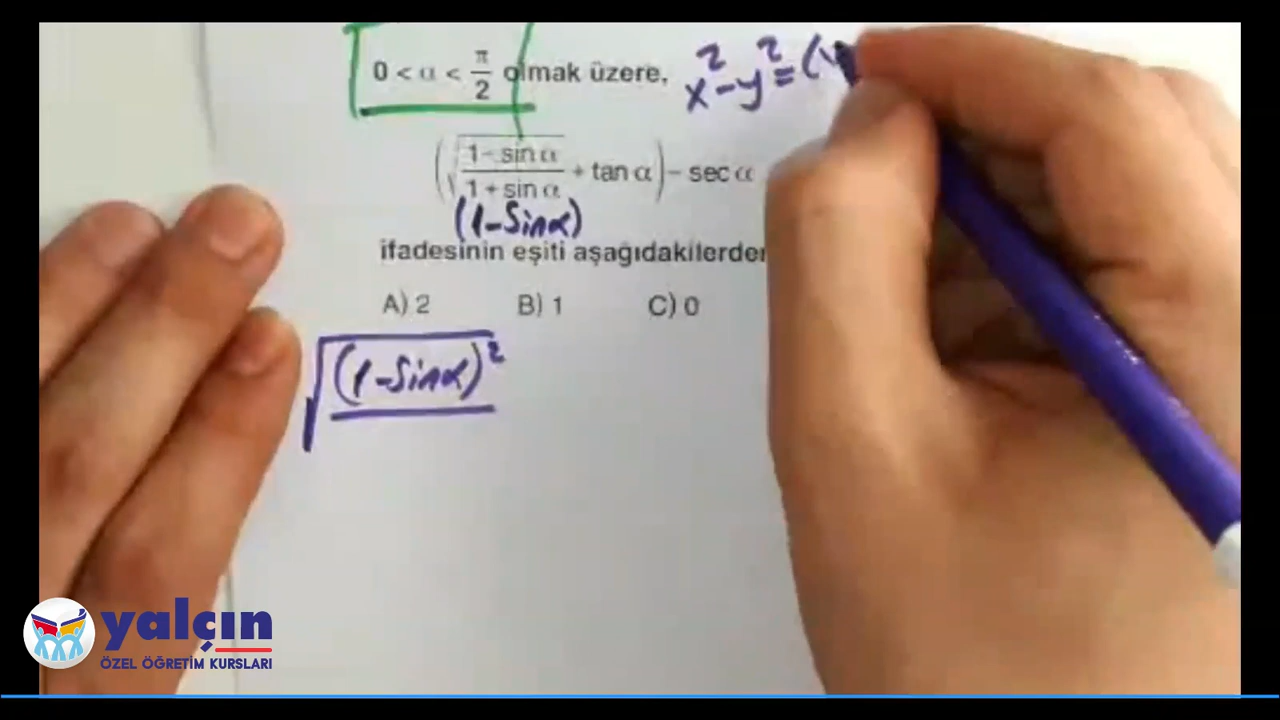 0 < α < π/2 olmak üzere, x² - y² = (
(√((1 - sin α)/(1 + sin α)) + tan α) - sec α
(1 - Sinα)
ifadesinin eşiti aşağıdakilerden
A) 2 B) 1 C) 0
√(1 - Sinα)²
yalçın
ÖZEL ÖĞRETİM KURSLARI